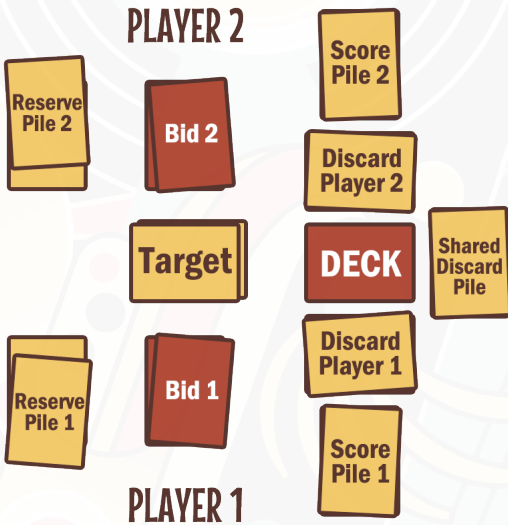 PLAYER 2
Score
Pile 2
Reserve
Pile 2
Bid 2
Discard
Player 2
Target
DECK
Shared
Discard
Pile
Discard
Player 1
Reserve
Pile 1
Bid 1
Score
Pile 1
PLAYER 1